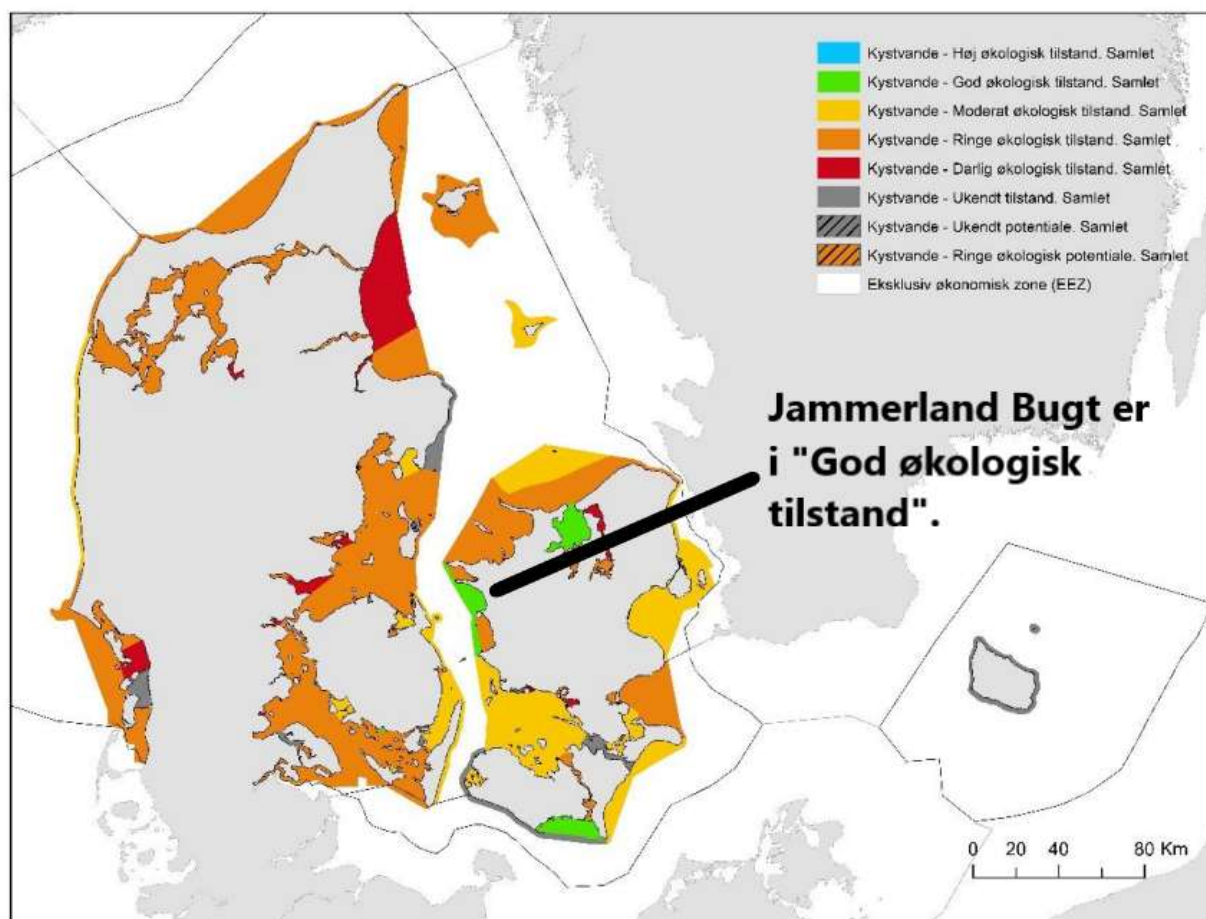 Kystvande - Høj økologisk tilstand. Samlet
Kystvande - God økologisk tilstand. Samlet
Kystvande - Moderat økologisk tilstand. Samlet
Kystvande - Ringe økologisk tilstand. Samlet
Kystvande - Darlig økologisk tilstand. Samlet
Kystvande - Ukendt tilstand. Samlet
Kystvande - Ukendt potentiale. Samlet
Kystvande - Ringe økologisk potentiale. Samlet
Eksklusiv økonomisk zone (EEZ)
Jammerland Bugt er
i "God økologisk
tilstand".
0 20 40 80 Km